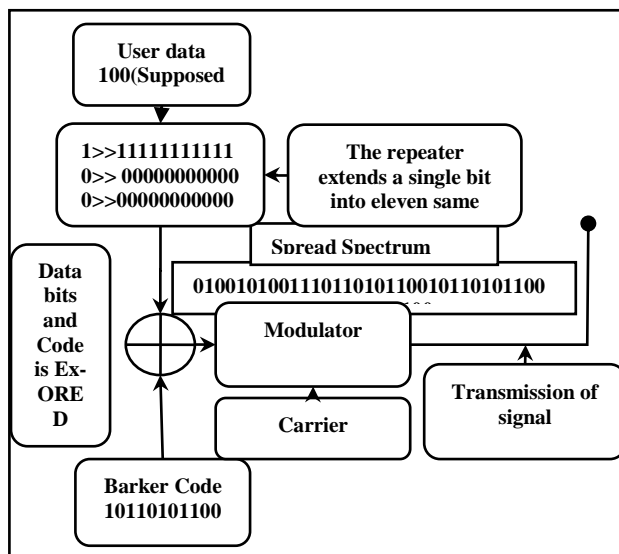 User data
100(Supposed
1>>11111111111
0>> 00000000000
0>>00000000000
The repeater
extends a single bit
into eleven same
Spread Spectrum
010010100111011010110010110101100
Data
bits
and
Code
is Ex-
ORE
D
Modulator
Transmission of
signal
Carrier
Barker Code
10110101100